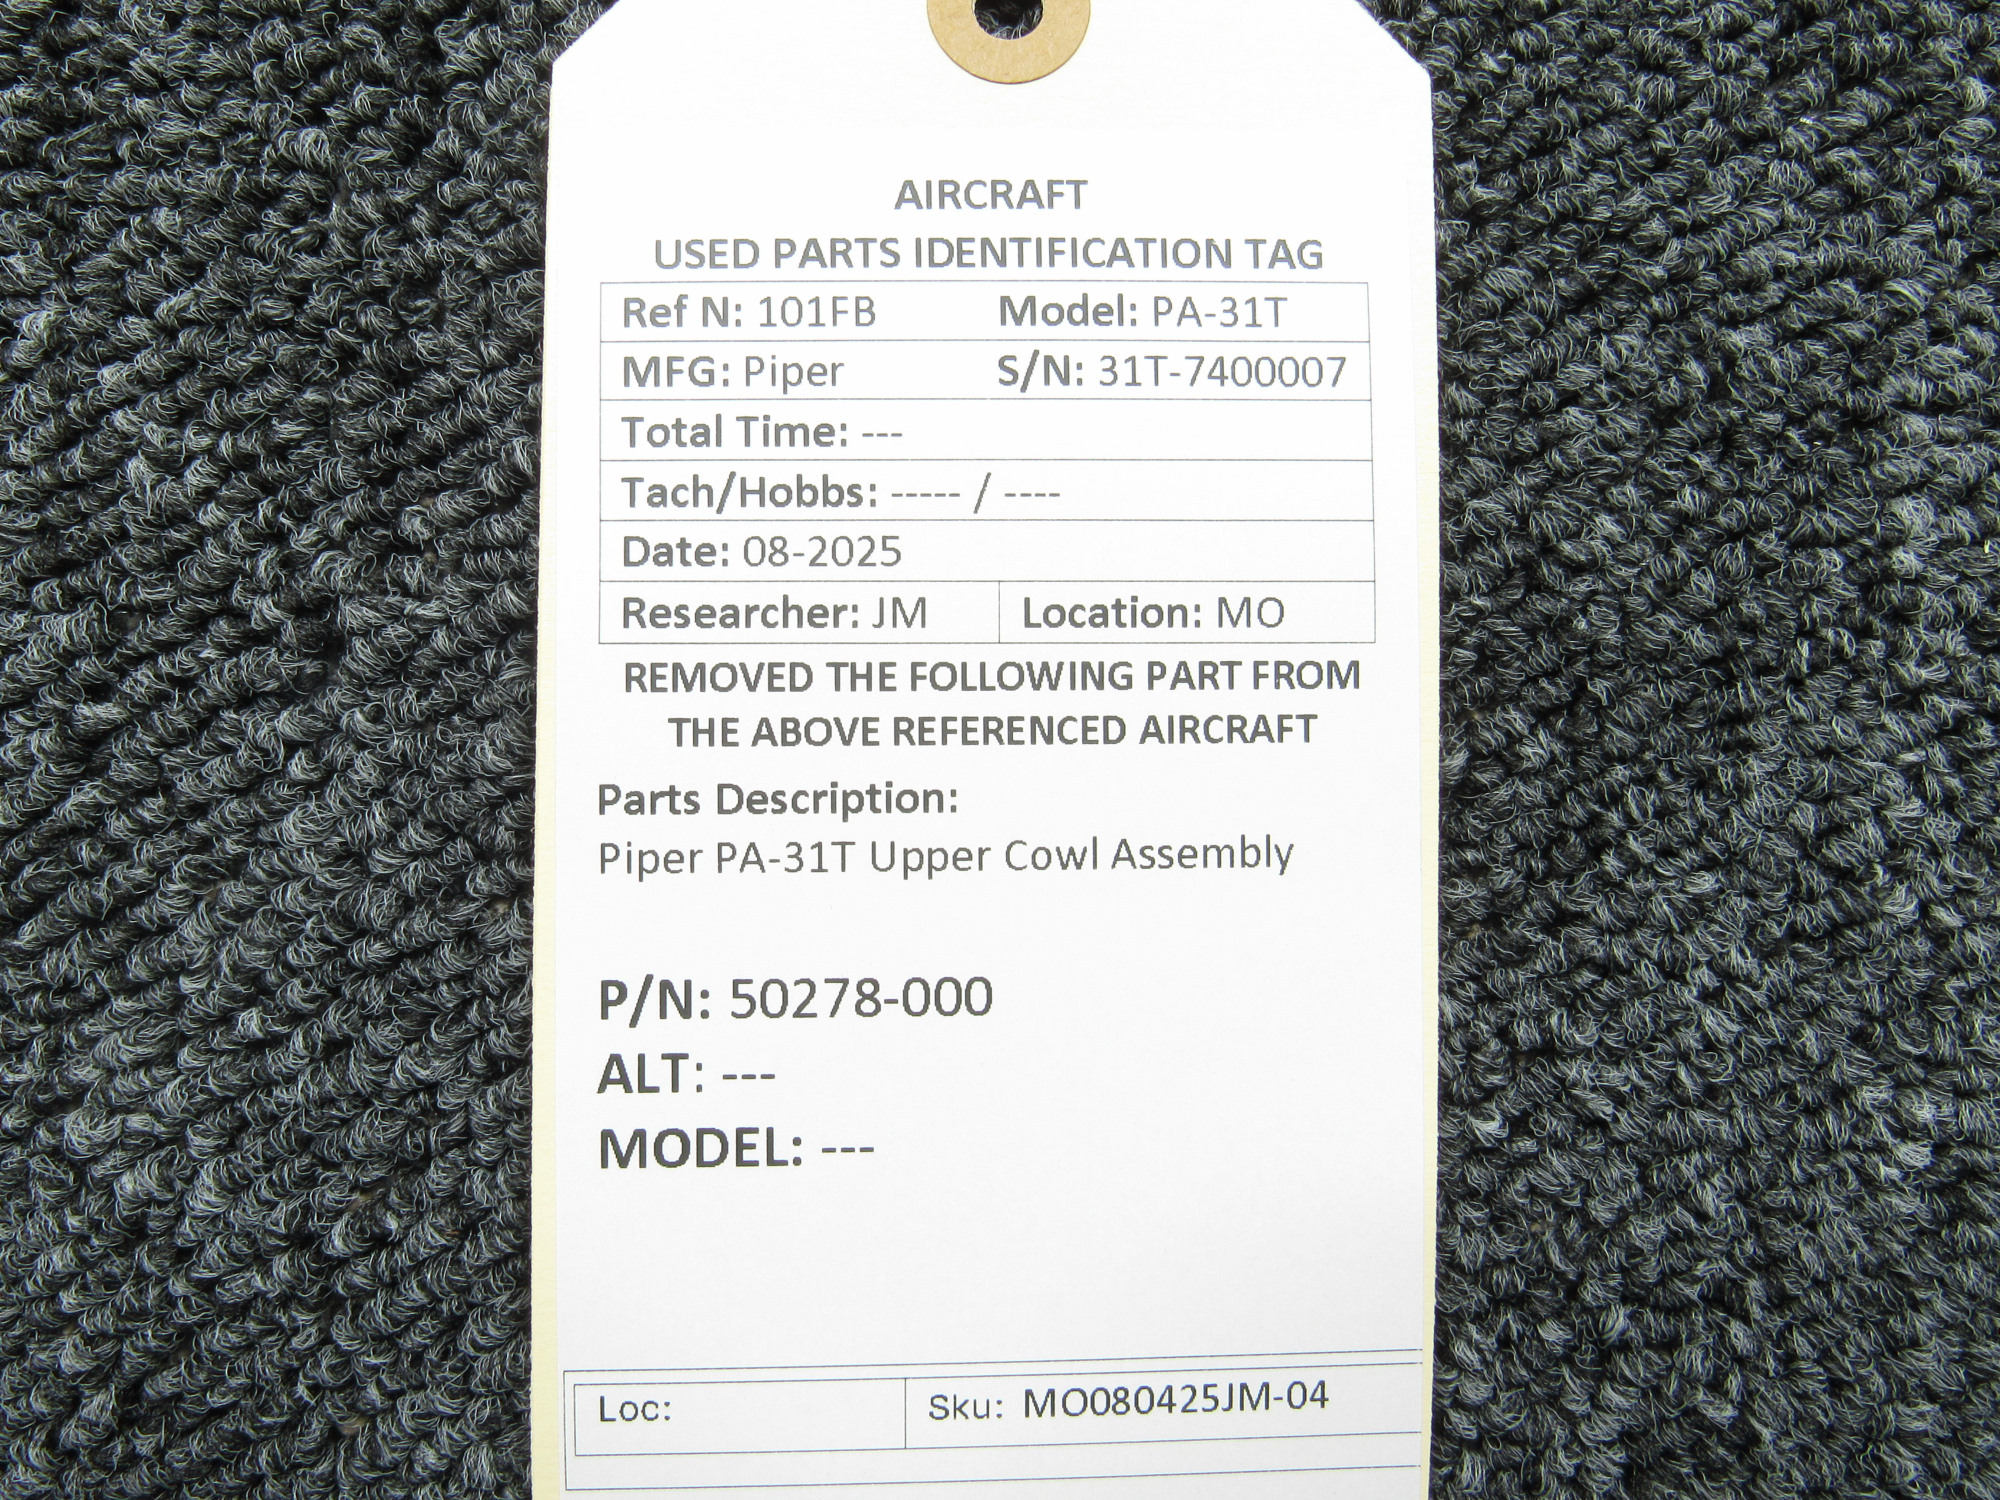 AIRCRAFT
USED PARTS IDENTIFICATION TAG
Ref N: 101FB Model: PA-31T
MFG: Piper S/N: 31T-7400007
Total Time: ---
Tach/Hobbs: ----- / ----
Date: 08-2025
Researcher: JM Location: MO
REMOVED THE FOLLOWING PART FROM
THE ABOVE REFERENCED AIRCRAFT
Parts Description:
Piper PA-31T Upper Cowl Assembly
P/N: 50278-000
ALT: ---
MODEL: ---
Loc: Sku: MO080425JM-04